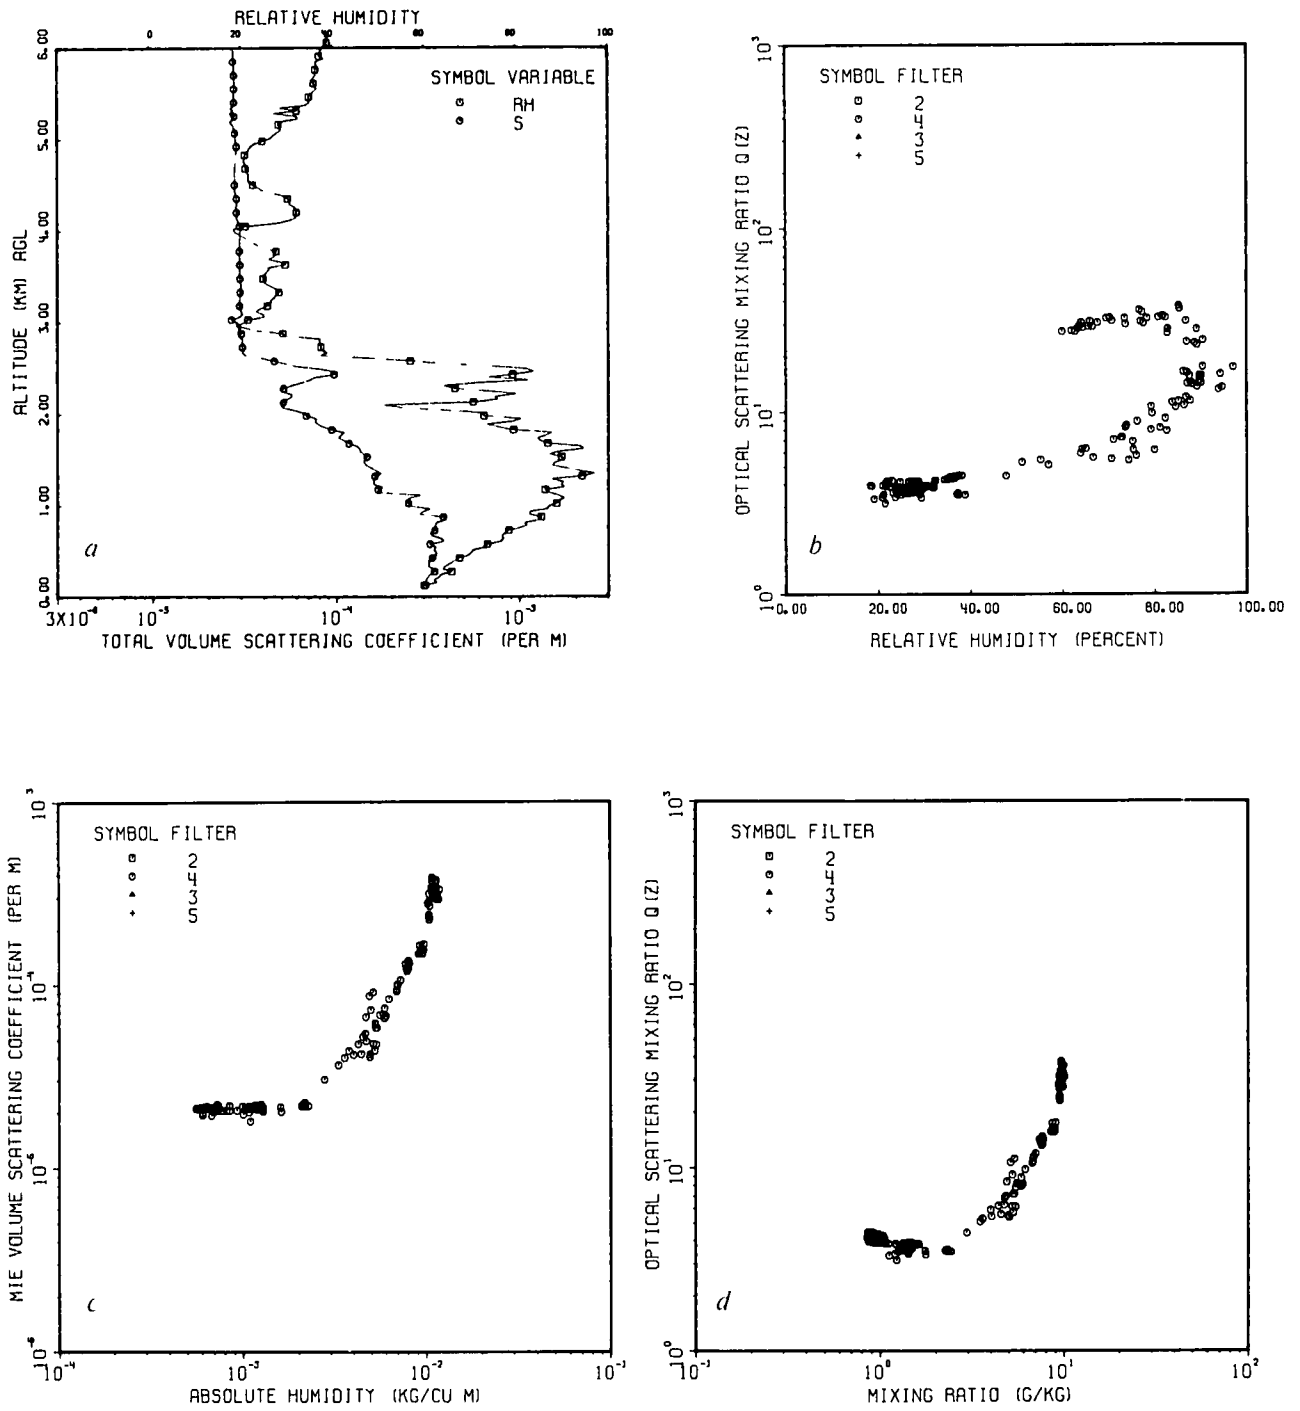 RELATIVE HUMIDITY
0 20 40 60 80 100
SYMBOL VARIABLE
RH
S
6.00
5.00
4.00
3.00
2.00
1.00
0.00
ALTITUDE (KM) AGL
a
10⁻⁵ 10⁻⁴ 10⁻³
TOTAL VOLUME SCATTERING COEFFICIENT (PER M)
SYMBOL FILTER
2
4
3
5
10³
10²
10¹
10⁰
OPTICAL SCATTERING MIXING RATIO Q(Z)
b
0.00 20.00 40.00 60.00 80.00 100.00
RELATIVE HUMIDITY (PERCENT)
SYMBOL FILTER
2
4
3
5
10⁻³
10⁻⁴
10⁻⁵
10⁻⁶
MIE VOLUME SCATTERING COEFFICIENT (PER M)
c
10⁻⁴ 10⁻³ 10⁻² 10⁻¹
ABSOLUTE HUMIDITY (KG/CU M)
SYMBOL FILTER
2
4
3
5
10³
10²
10¹
10⁰
OPTICAL SCATTERING MIXING RATIO Q(Z)
d
10⁻¹ 10⁰ 10¹ 10²
MIXING RATIO (G/KG)